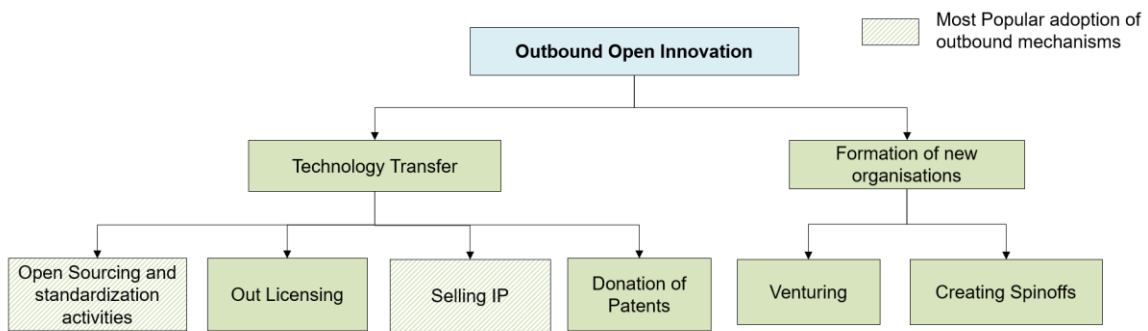 Most Popular adoption of
outbound mechanisms
Outbound Open Innovation
Technology Transfer
Formation of new
organisations
Open Sourcing and
standardization
activities
Out Licensing
Selling IP
Donation of
Patents
Venturing
Creating Spinoffs